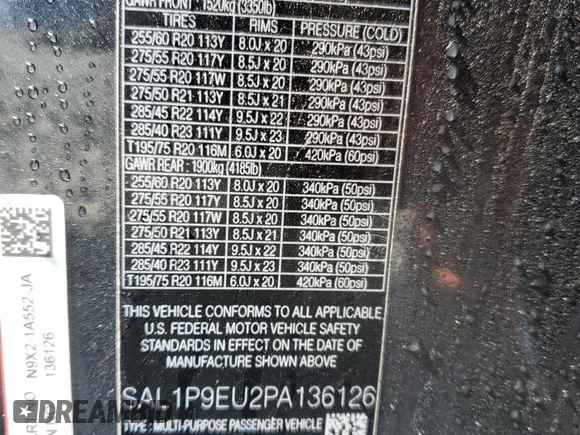 GAWR FRONT : 1520kg (3350lb)
TIRES RIMS PRESSURE (COLD)
255/60 R20 113Y 8.0J x 20 290kPa (43psi)
275/55 R20 117Y 8.5J x 20 290kPa (43psi)
275/55 R20 117W 8.5J x 20 290kPa (43psi)
275/50 R21 113Y 8.5J x 21 290kPa (43psi)
285/45 R22 114Y 9.5J x 22 290kPa (43psi)
285/40 R23 111Y 9.5J x 23 290kPa (43psi)
T195/75 R20 116M 6.0J x 20 420kPa (60psi)
GAWR REAR : 1900kg (4185lb)
255/60 R20 113Y 8.0J x 20 340kPa (50psi)
275/55 R20 117Y 8.5J x 20 340kPa (50psi)
275/55 R20 117W 8.5J x 20 340kPa (50psi)
275/50 R21 113Y 8.5J x 21 340kPa (50psi)
285/45 R22 114Y 9.5J x 22 340kPa (50psi)
285/40 R23 111Y 9.5J x 23 340kPa (50psi)
T195/75 R20 116M 6.0J x 20 420kPa (60psi)
THIS VEHICLE CONFORMS TO ALL APPLICABLE
U.S. FEDERAL MOTOR VEHICLE SAFETY
STANDARDS IN EFFECT ON THE DATE OF
MANUFACTURE SHOWN ABOVE
SAL1P9EU2PA136126
TYPE : MULTI-PURPOSE PASSENGER VEHICLE
N9X2-1A552-JA
136126